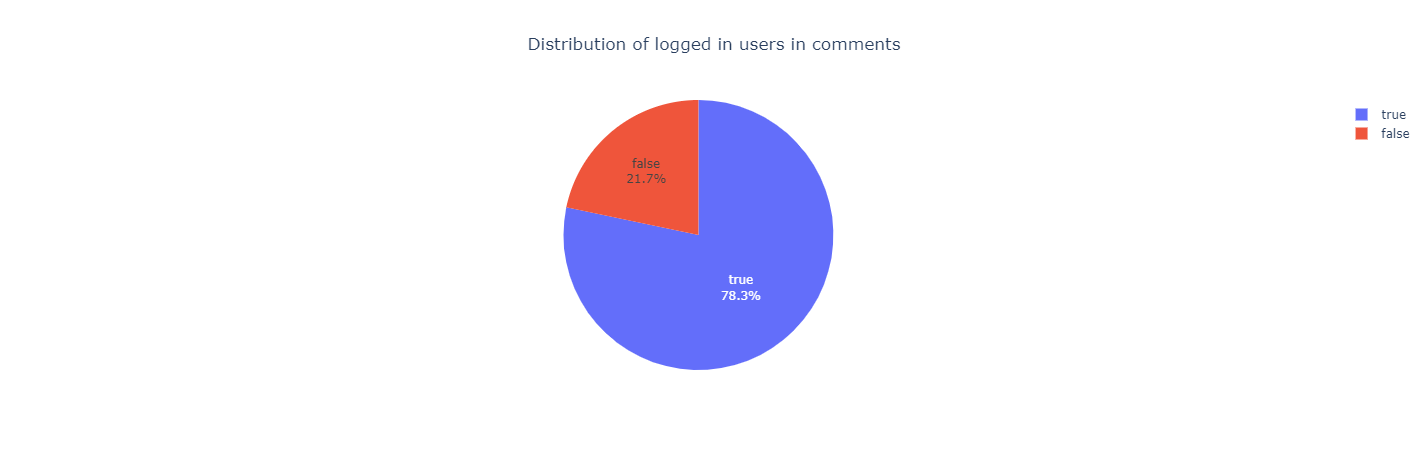 Distribution of logged in users in comments
true
false
false
21.7%
true
78.3%